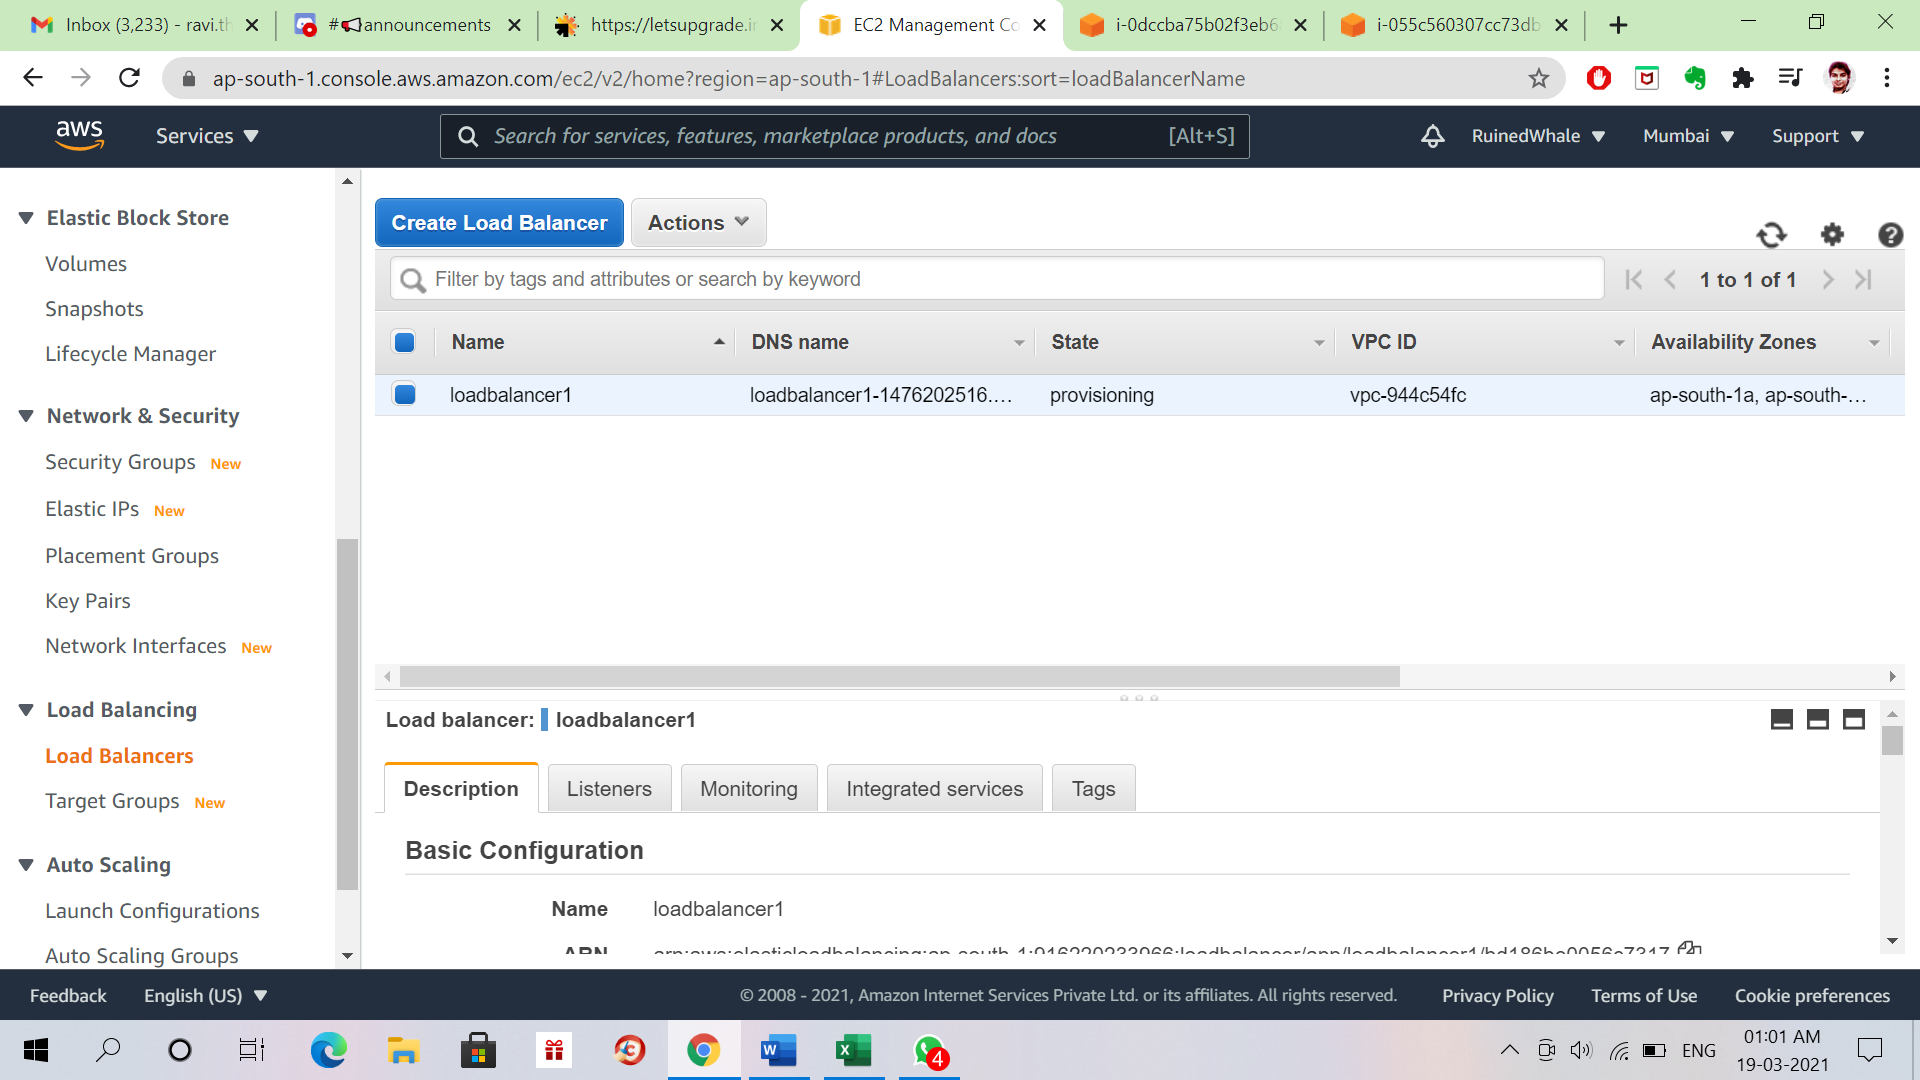 Inbox (3,233) - ravi.th
#📢announcements
https://letsupgrade.in
EC2 Management Co
i-0dccba75b02f3eb6
i-055c560307cc73db
ap-south-1.console.aws.amazon.com/ec2/v2/home?region=ap-south-1#LoadBalancers:sort=loadBalancerName
aws
Services
Search for services, features, marketplace products, and docs
[Alt+S]
RuinedWhale
Mumbai
Support
Elastic Block Store
Volumes
Snapshots
Lifecycle Manager
Network & Security
Security Groups New
Elastic IPs New
Placement Groups
Key Pairs
Network Interfaces New
Load Balancing
Load Balancers
Target Groups New
Auto Scaling
Launch Configurations
Auto Scaling Groups
Create Load Balancer
Actions
Filter by tags and attributes or search by keyword
1 to 1 of 1
Name DNS name State VPC ID Availability Zones
loadbalancer1 loadbalancer1-1476202516.... provisioning vpc-944c54fc ap-south-1a, ap-south-...
Load balancer: loadbalancer1
Description Listeners Monitoring Integrated services Tags
Basic Configuration
Name loadbalancer1
ARN
Feedback English (US)
© 2008 - 2021, Amazon Internet Services Private Ltd. or its affiliates. All rights reserved.
Privacy Policy Terms of Use Cookie preferences
4
ENG
01:01 AM
19-03-2021